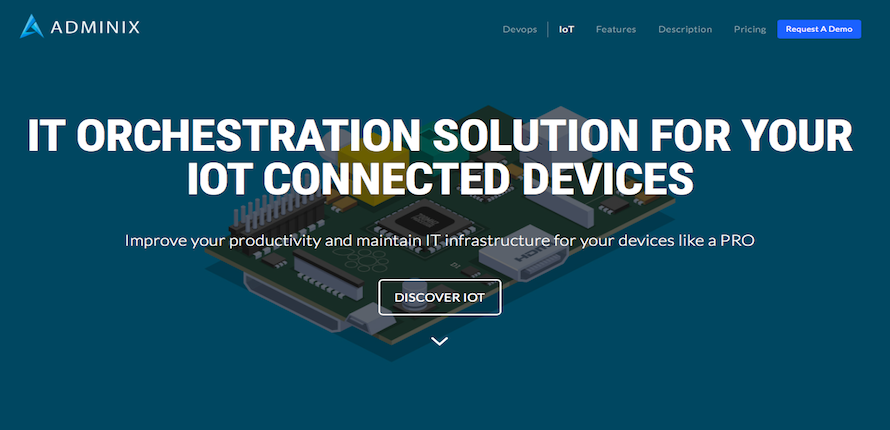 ADMINIX
Devops
IoT
Features
Description
Pricing
Request A Demo
IT ORCHESTRATION SOLUTION FOR YOUR
IOT CONNECTED DEVICES
Improve your productivity and maintain IT infrastructure for your devices like a PRO
HDMI
DISCOVER IOT